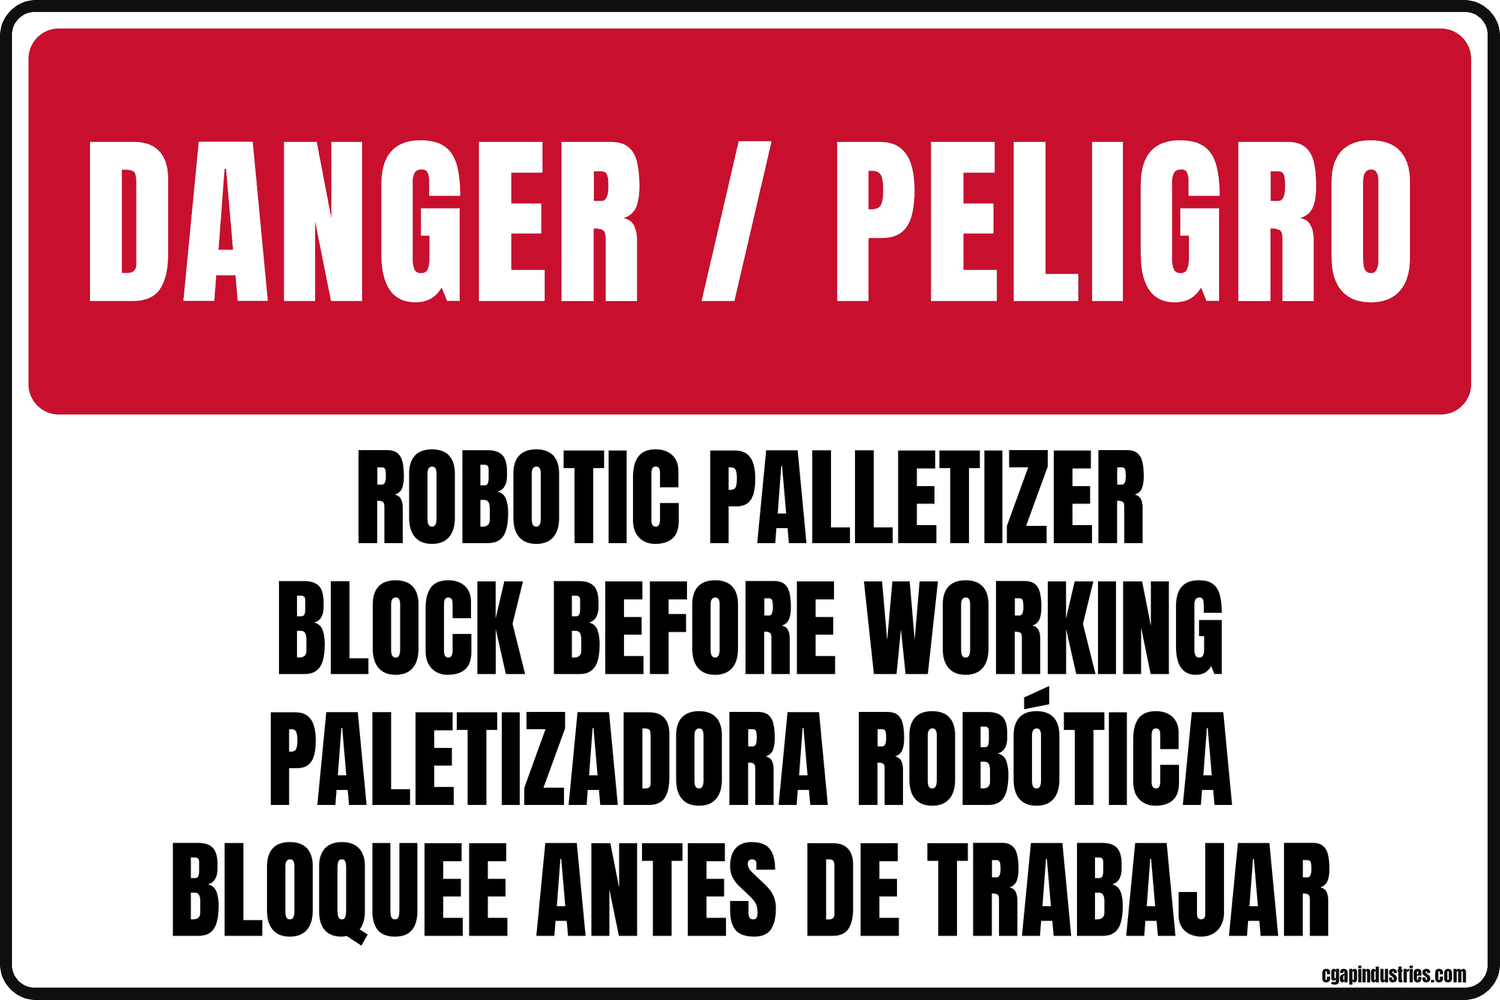 DANGER / PELIGRO
ROBOTIC PALLETIZER
BLOCK BEFORE WORKING
PALETIZADORA ROBÓTICA
BLOQUEE ANTES DE TRABAJAR
cgapindustries.com